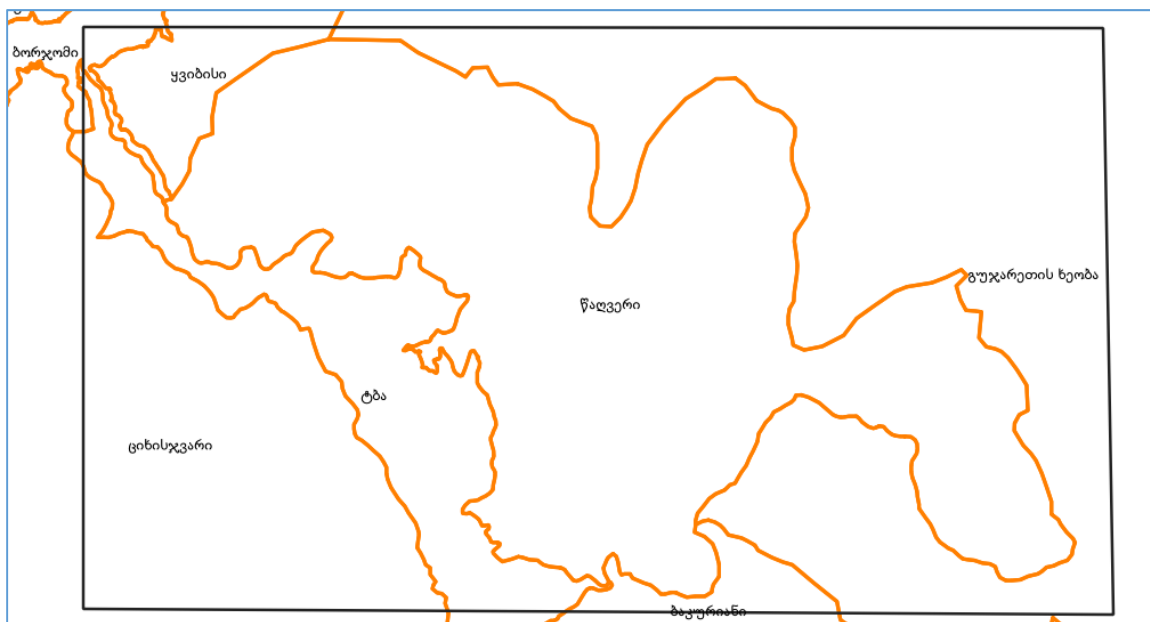 ბორჯომი
ყვიბისი
გუჯარეთის ხეობა
წაღვერი
ტბა
ციხისჯვარი
ბაკურიანი